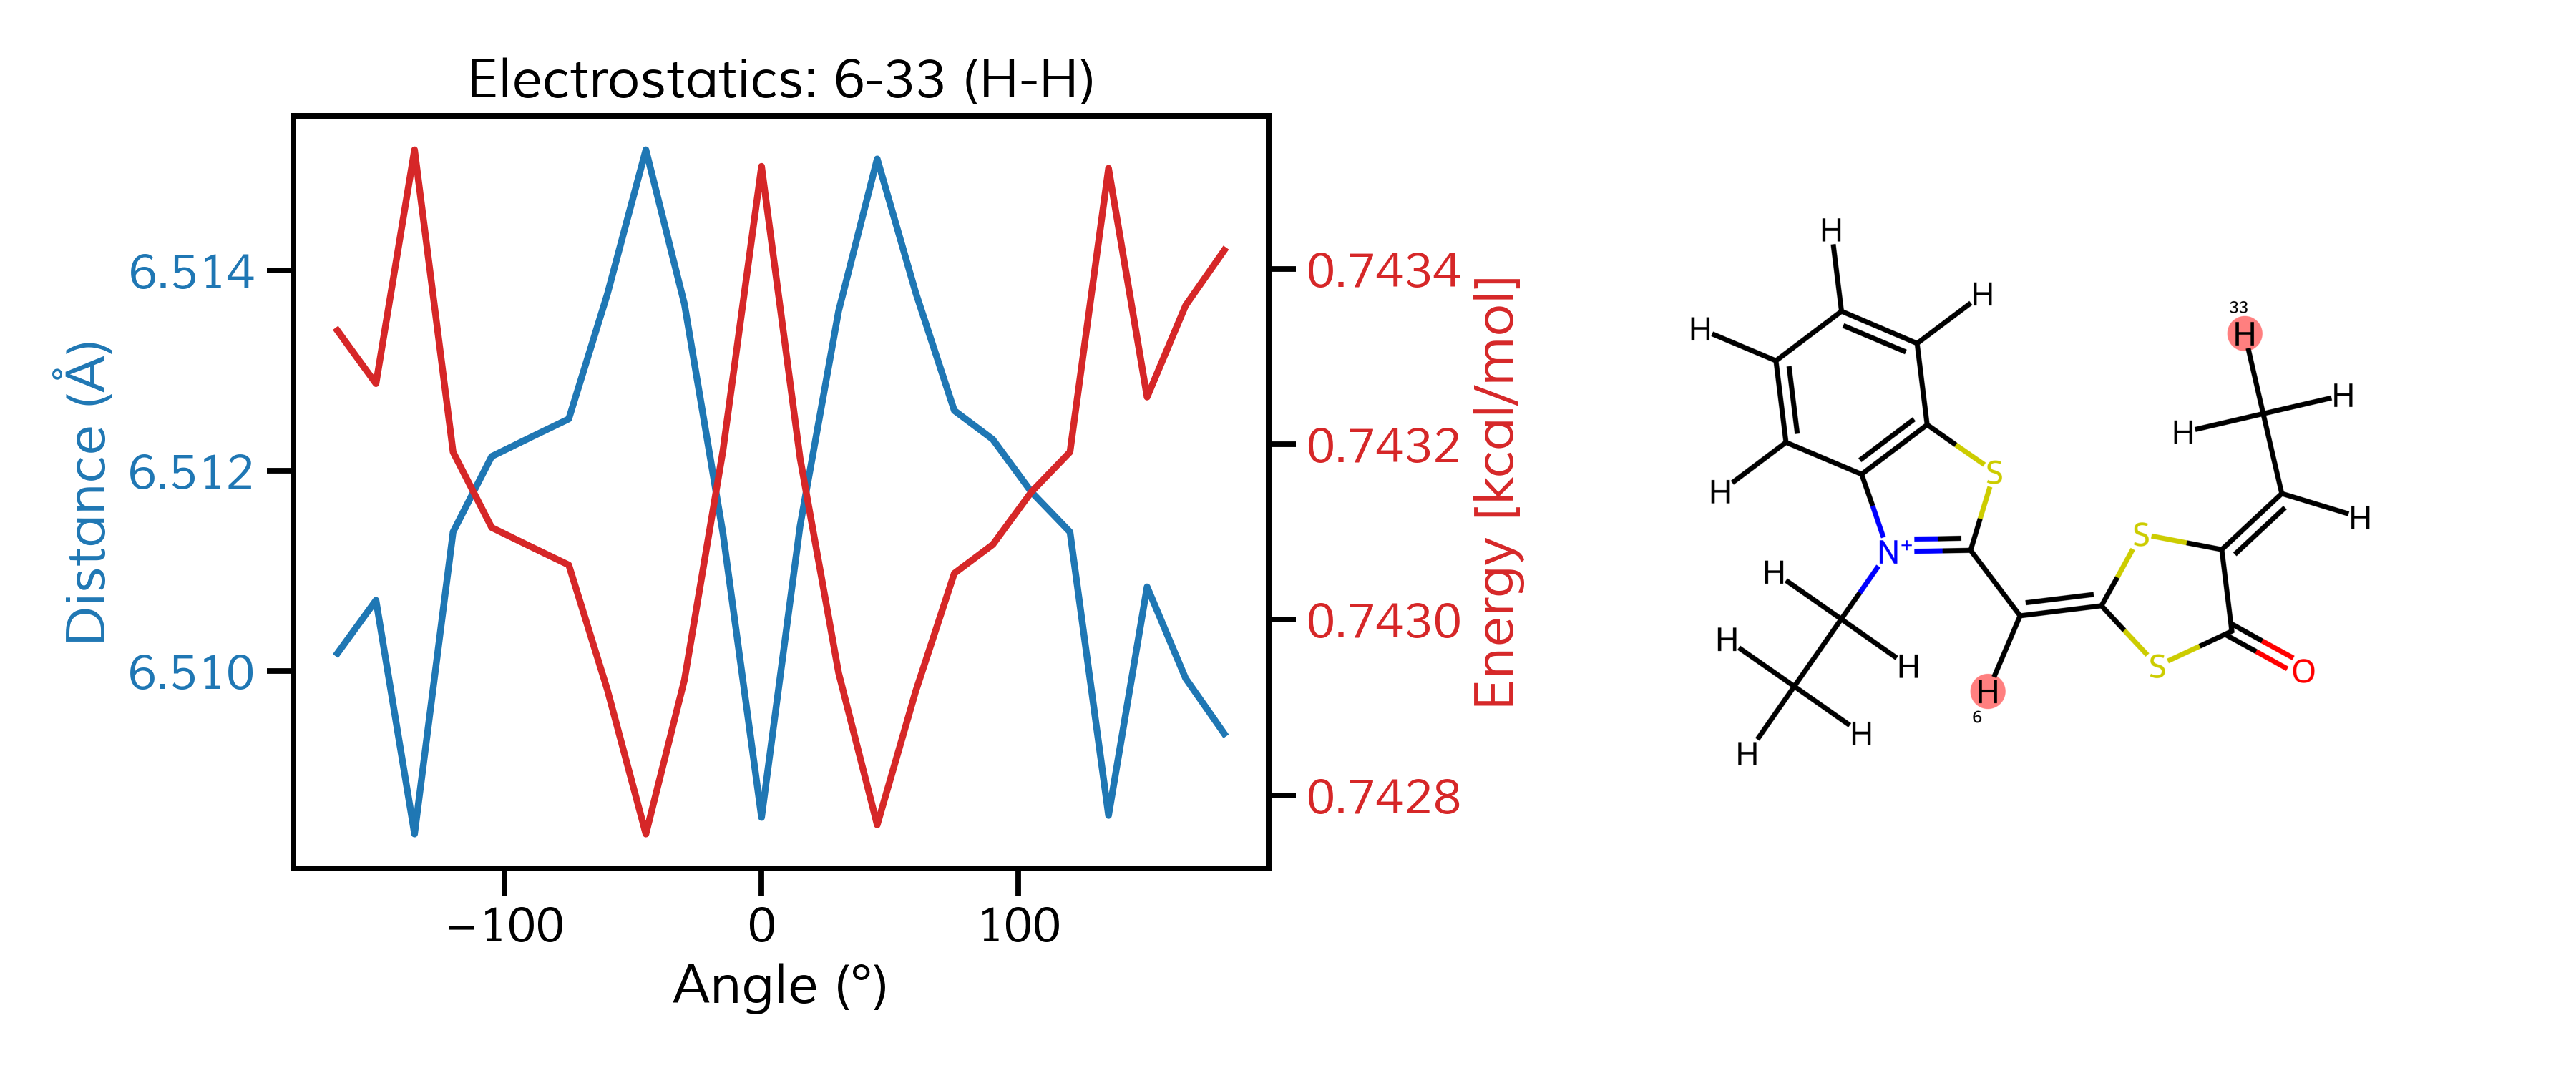 Electrostatics: 6-33 (H-H)
Distance (Å)
6.514
6.512
6.510
0.7434
0.7432
0.7430
0.7428
Energy [kcal/mol]
−100 0 100
Angle (°)
H
H
H
33
H
H
H
H
S
H
H
S
N+
H
H
H
S
O
H
6
H
H